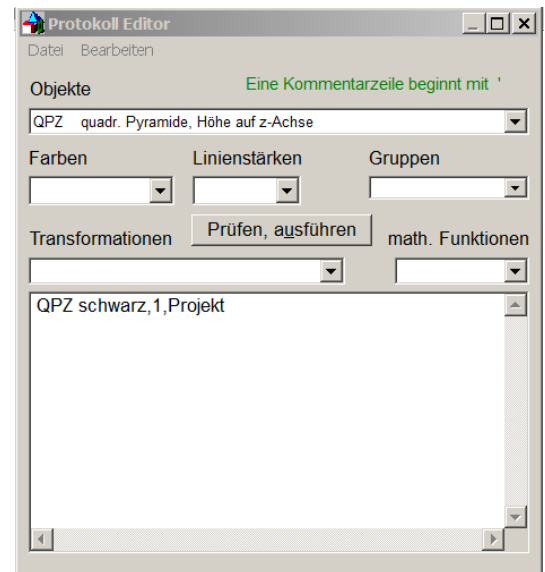 Protokoll Editor
Datei Bearbeiten
Objekte
Eine Kommentarzeile beginnt mit '
QPZ quadr. Pyramide, Höhe auf z-Achse
Farben Linienstärken Gruppen
Transformationen Prüfen, ausführen math. Funktionen
QPZ schwarz,1,Projekt